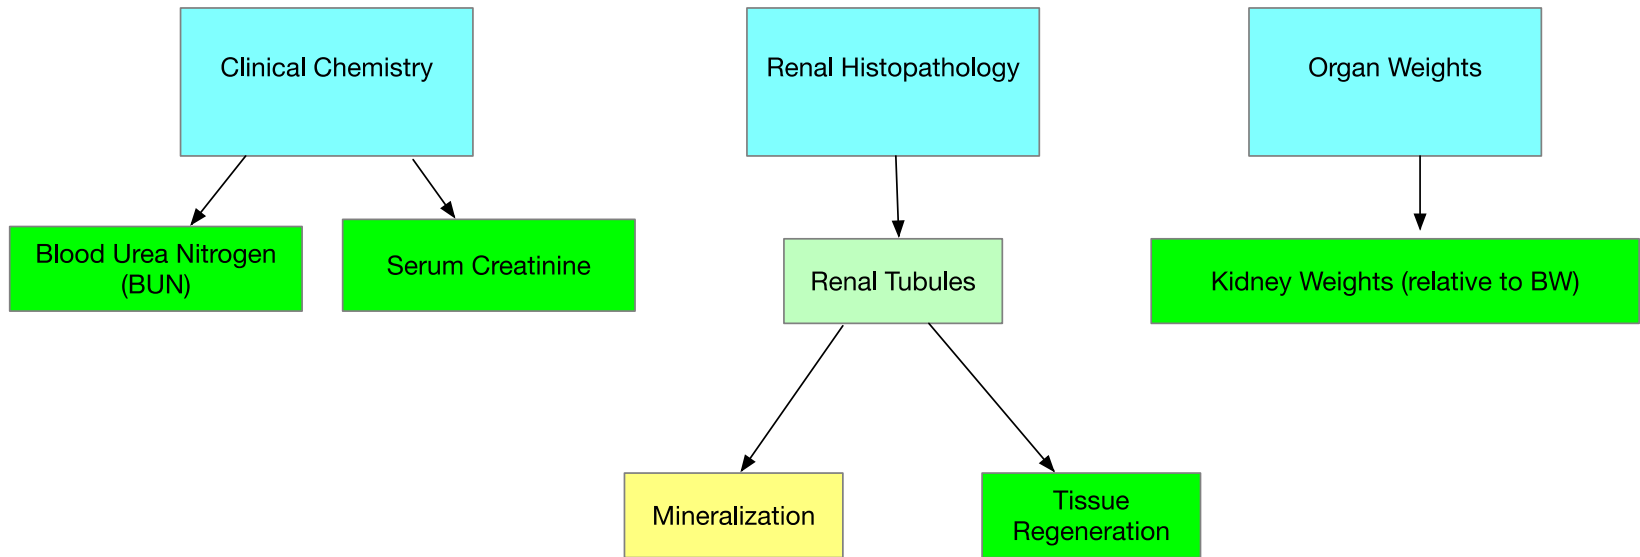 Clinical Chemistry
Renal Histopathology
Organ Weights
Blood Urea Nitrogen
(BUN)
Serum Creatinine
Renal Tubules
Kidney Weights (relative to BW)
Mineralization
Tissue
Regeneration